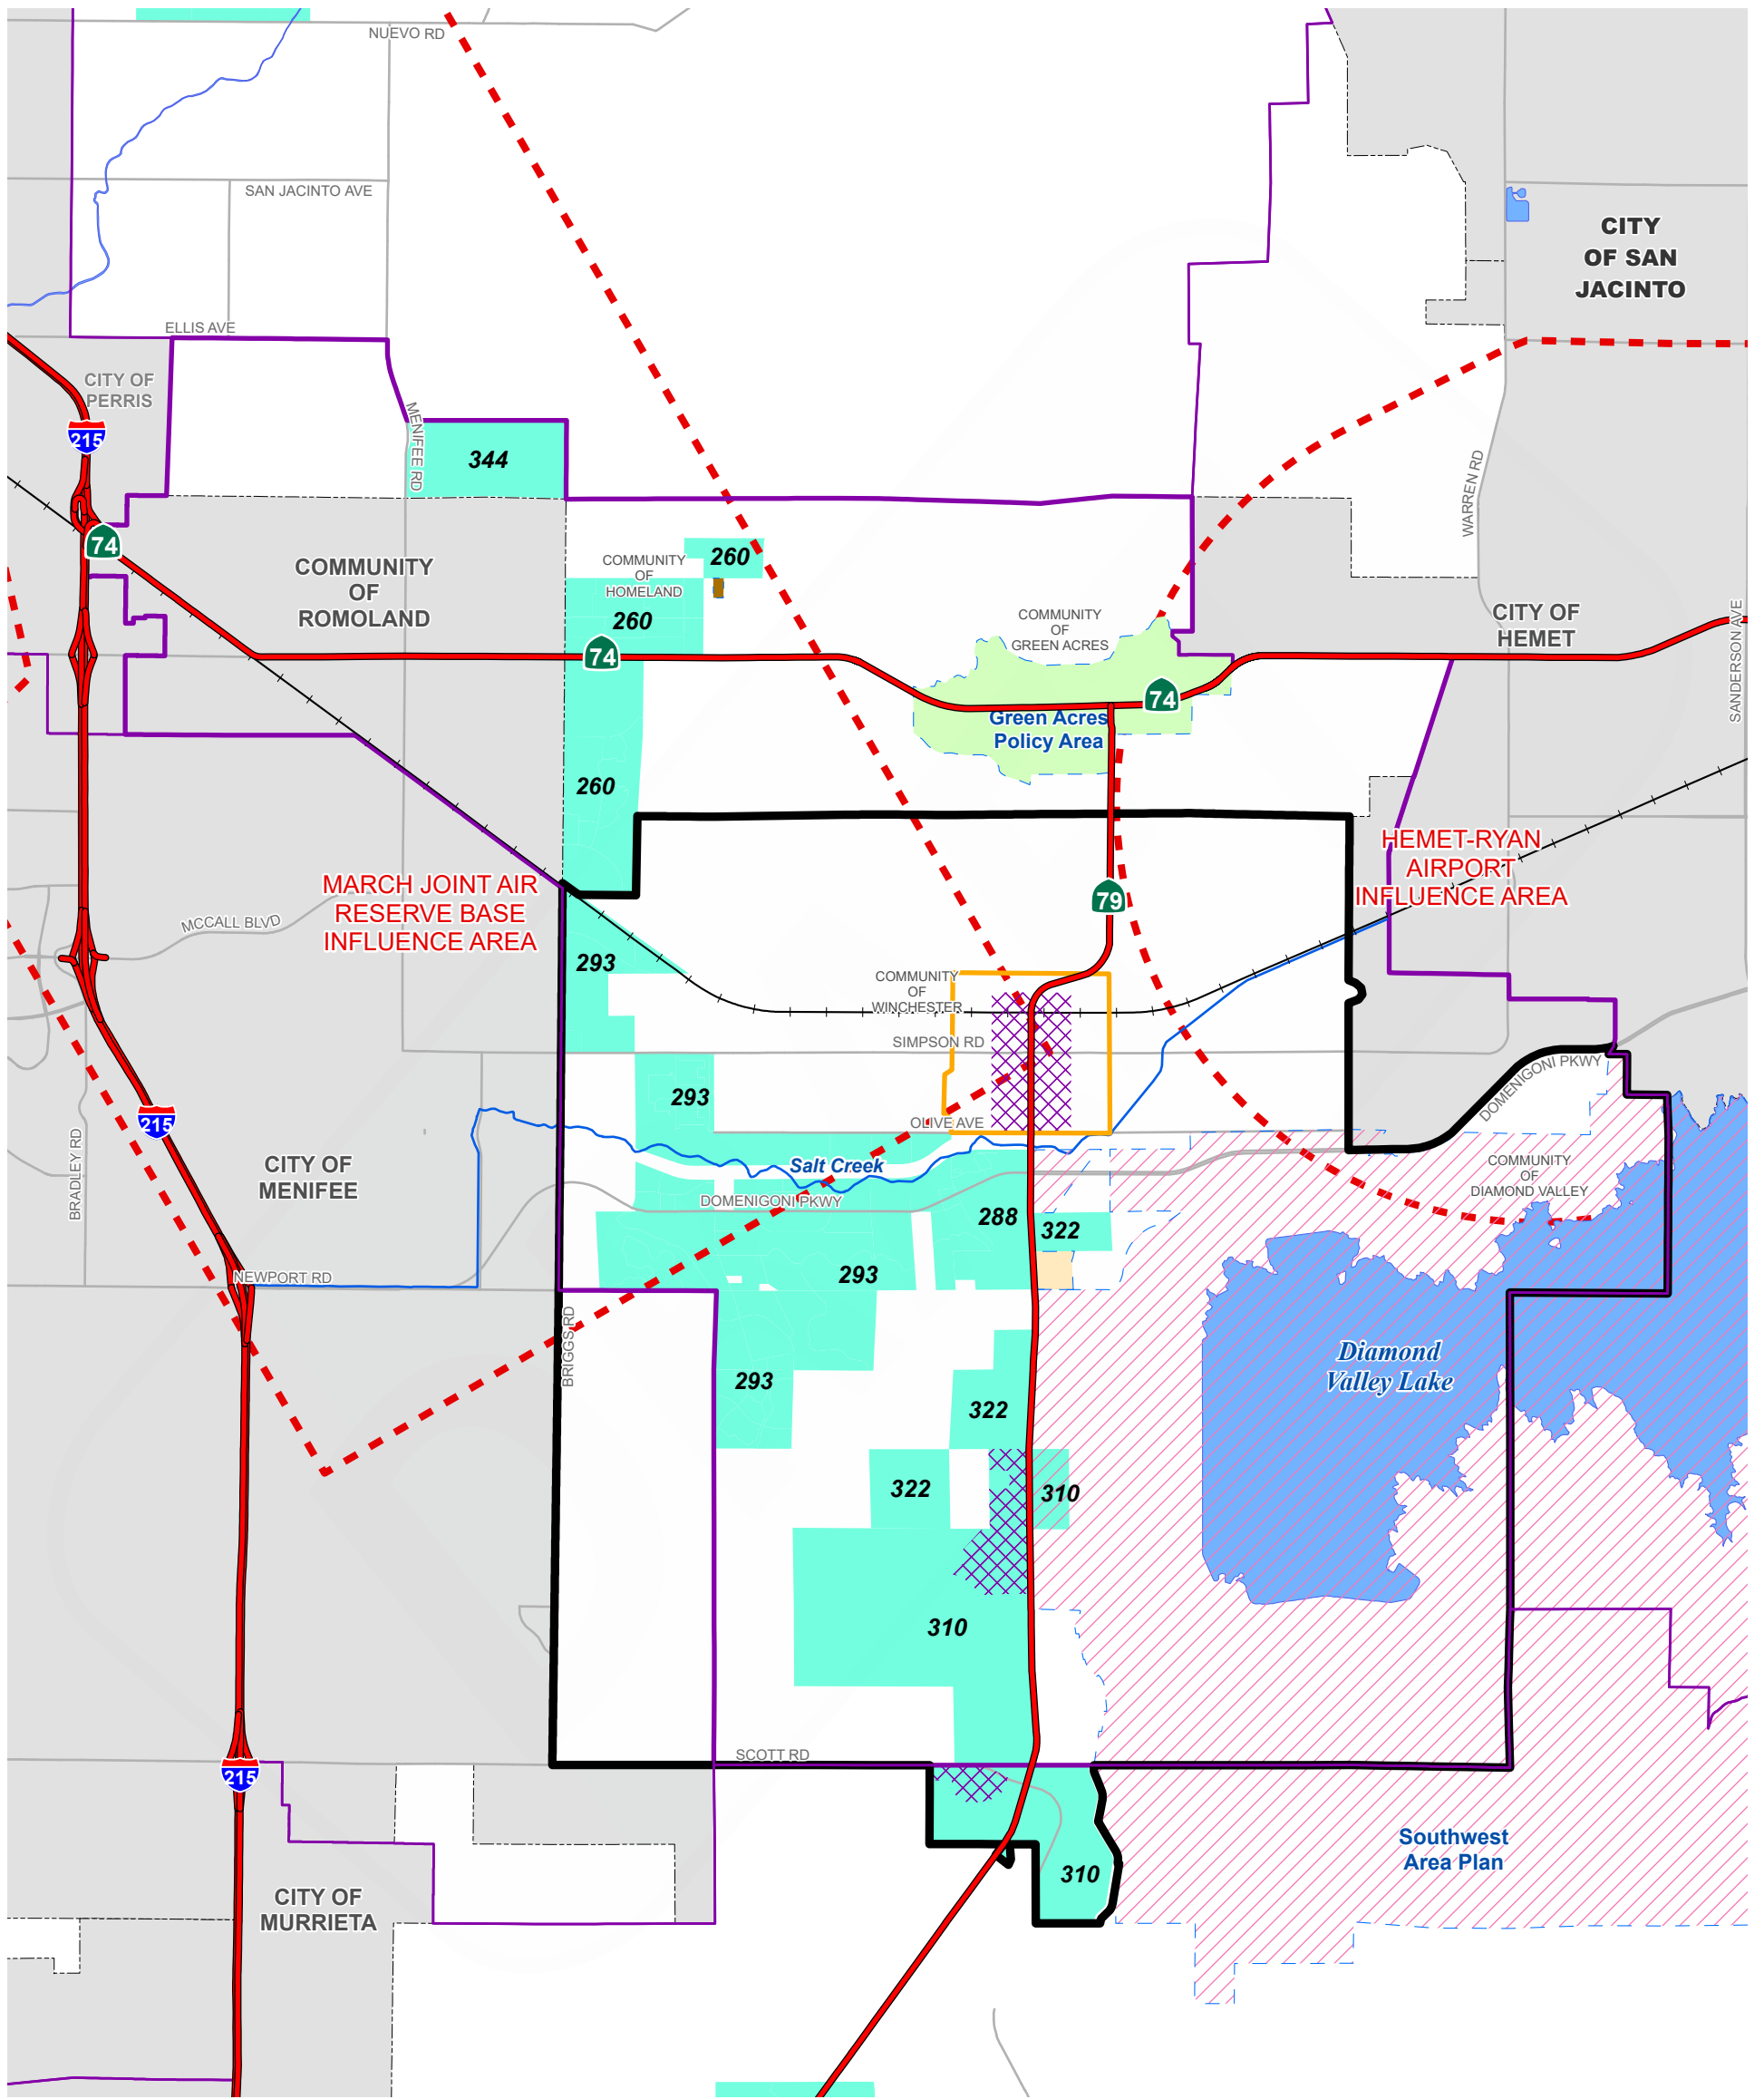 NUEVO RD
SAN JACINTO AVE
CITY
OF SAN
JACINTO
ELLIS AVE
CITY OF
PERRIS
215
MENIFEE RD
344
WARREN RD
74
COMMUNITY
OF
ROMOLAND
COMMUNITY
OF
HOMELAND
260
260
COMMUNITY
OF
GREEN ACRES
CITY OF
HEMET
SANDERSON AVE
74
74
Green Acres
Policy Area
260
HEMET-RYAN
AIRPORT
INFLUENCE AREA
MARCH JOINT AIR
RESERVE BASE
INFLUENCE AREA
79
MCCALL BLVD
293
COMMUNITY
OF
WINCHESTER
SIMPSON RD
DOMENIGONI PKWY
293
215
OLIVE AVE
BRADLEY RD
CITY OF
MENIFEE
Salt Creek
COMMUNITY
OF
DIAMOND VALLEY
DOMENIGONI PKWY
288
322
NEWPORT RD
293
BRIGGS RD
Diamond
Valley Lake
293
322
322
310
310
SCOTT RD
215
Southwest
Area Plan
310
CITY OF
MURRIETA